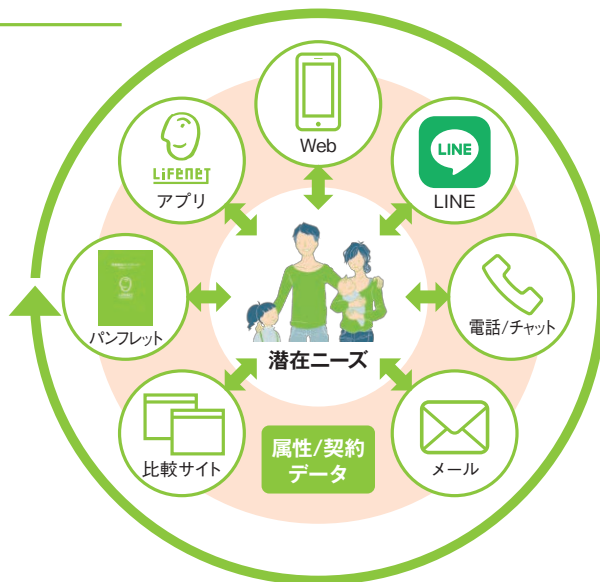 Web
LINE
LINE
電話/チャット
メール
属性/契約
データ
比較サイト
パンフレット
LIFENET
アプリ
潜在ニーズ